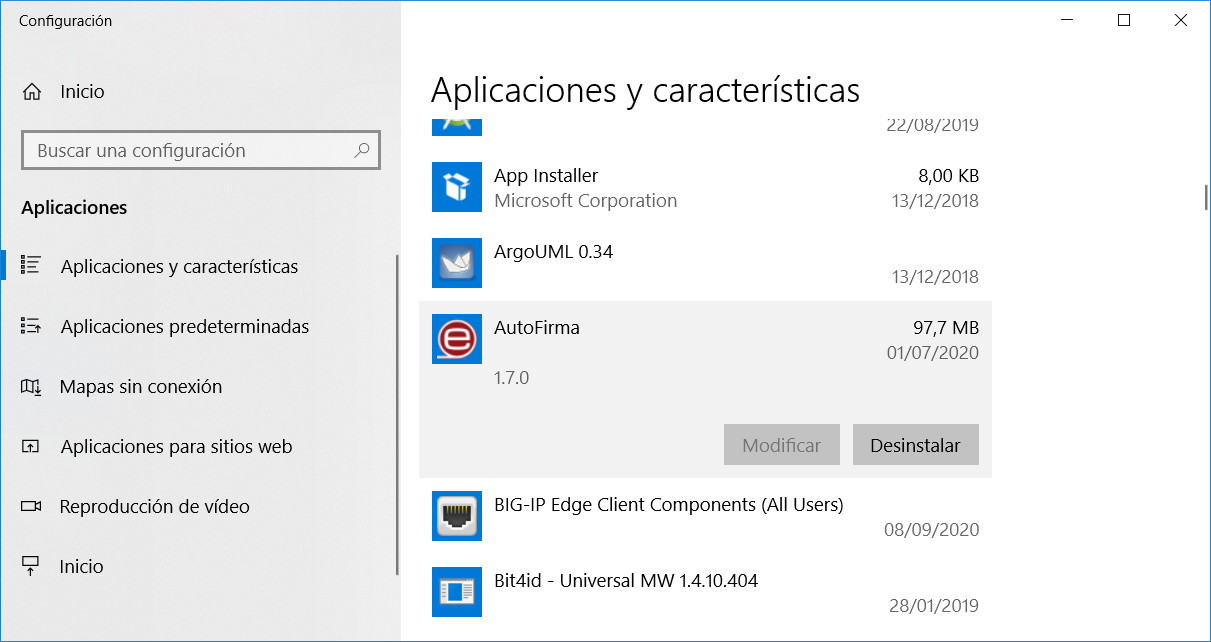 Configuración
Inicio
Buscar una configuración
Aplicaciones
Aplicaciones y características
Aplicaciones predeterminadas
Mapas sin conexión
Aplicaciones para sitios web
Reproducción de vídeo
Inicio
Aplicaciones y características
22/08/2019
App Installer 8,00 KB
Microsoft Corporation 13/12/2018
ArgoUML 0.34
13/12/2018
AutoFirma 97,7 MB
01/07/2020
1.7.0
Modificar Desinstalar
BIG-IP Edge Client Components (All Users)
08/09/2020
Bit4id - Universal MW 1.4.10.404
28/01/2019